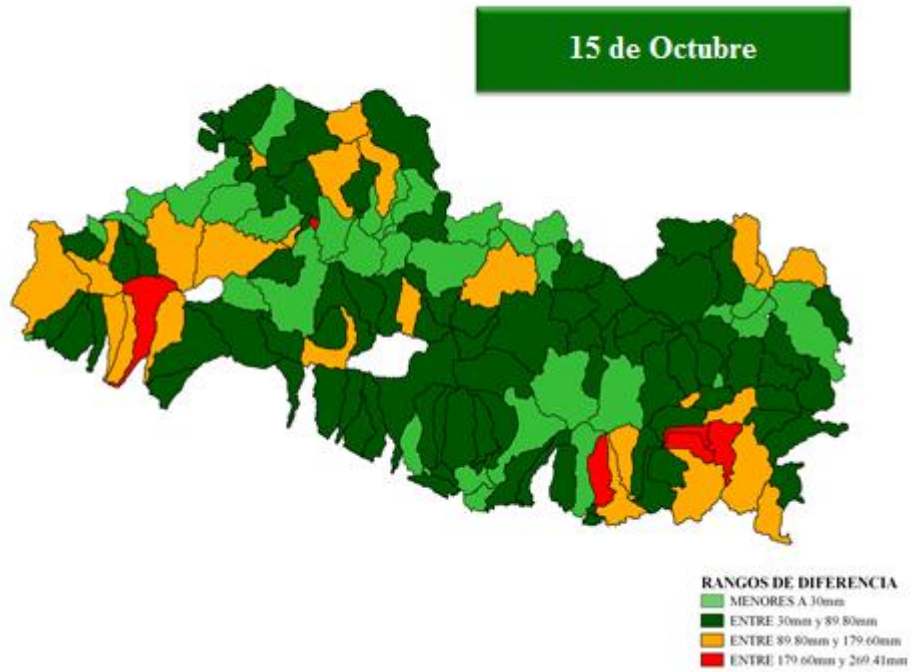 15 de Octubre
RANGOS DE DIFERENCIA
MENORES A 30mm
ENTRE 30mm y 89.80mm
ENTRE 89.80mm y 179.60mm
ENTRE 179.60mm y 269.41mm